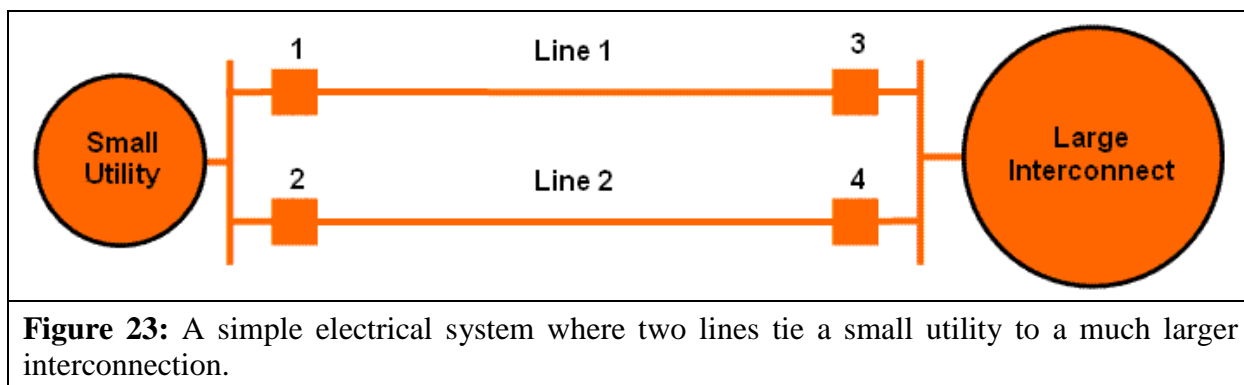 1
Line 1
3
Small
Utility
Large
Interconnect
2
Line 2
4
Figure 23: A simple electrical system where two lines tie a small utility to a much larger
interconnection.